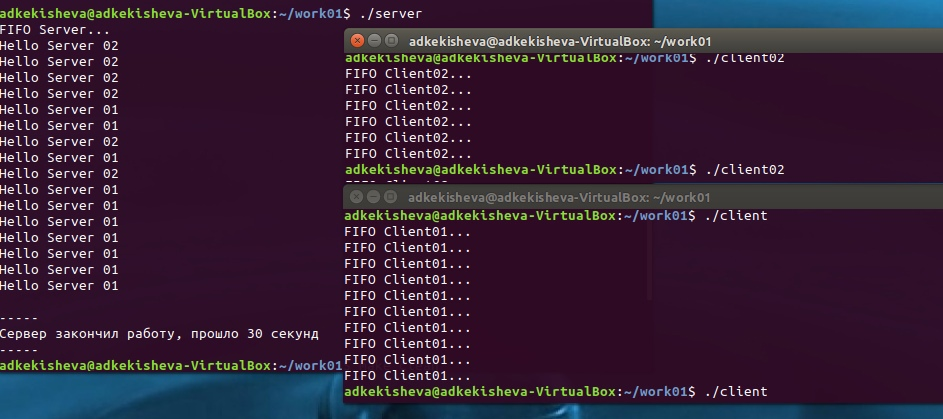 adkekisheva@adkekisheva-VirtualBox:~/work01$ ./server
FIFO Server...
Hello Server 02
Hello Server 02
Hello Server 02
Hello Server 02
Hello Server 01
Hello Server 01
Hello Server 02
Hello Server 01
Hello Server 02
Hello Server 01
Hello Server 01
Hello Server 01
Hello Server 01
Hello Server 01
Hello Server 01
Hello Server 01
-----
Сервер закончил работу, прошло 30 секунд
-----
adkekisheva@adkekisheva-VirtualBox:~/work01
adkekisheva@adkekisheva-VirtualBox: ~/work01
adkekisheva@adkekisheva-VirtualBox:~/work01$ ./client02
FIFO Client02...
FIFO Client02...
FIFO Client02...
FIFO Client02...
FIFO Client02...
FIFO Client02...
adkekisheva@adkekisheva-VirtualBox:~/work01$ ./client02
adkekisheva@adkekisheva-VirtualBox: ~/work01
adkekisheva@adkekisheva-VirtualBox:~/work01$ ./client
FIFO Client01...
FIFO Client01...
FIFO Client01...
FIFO Client01...
FIFO Client01...
FIFO Client01...
FIFO Client01...
FIFO Client01...
FIFO Client01...
FIFO Client01...
adkekisheva@adkekisheva-VirtualBox:~/work01$ ./client